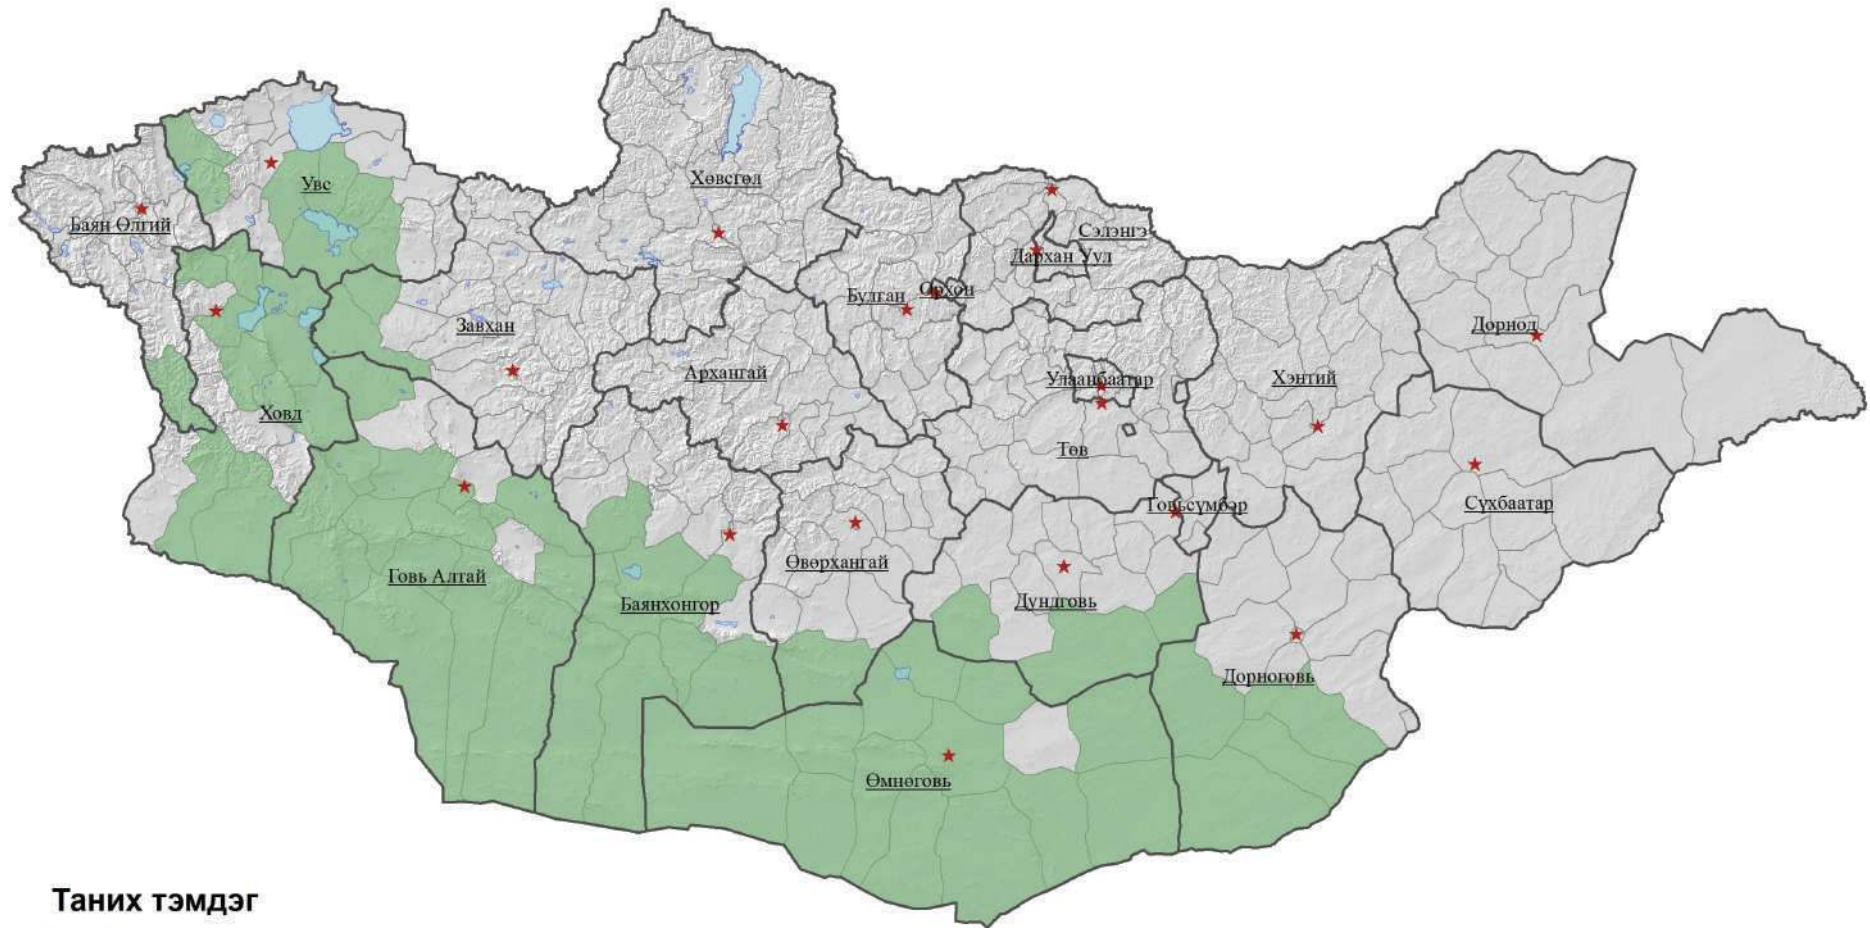 Хөвсгөл
Увс
Баян Өлгий
Сэлэнгэ
Дархан Уул
Орхон
Булган
Завхан
Дорнод
Архангай
Улаанбаатар
Хэнтий
Ховд
Төв
Говьсүмбэр
Сүхбаатар
Өвөрхангай
Говь Алтай
Баянхонгор
Дундговь
Дорноговь
Өмнөговь
Таних тэмдэг